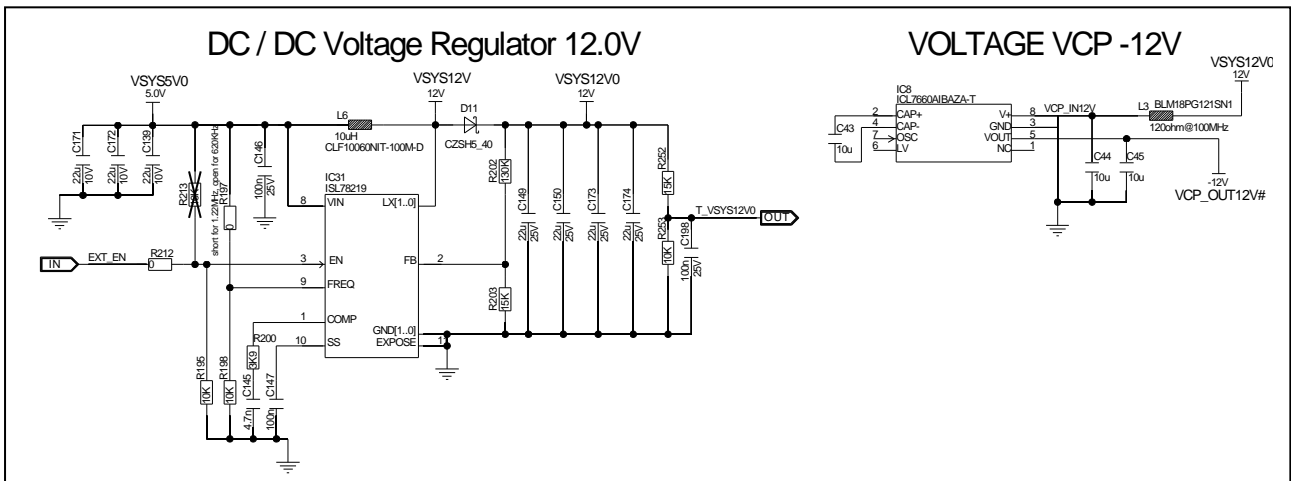 DC / DC Voltage Regulator 12.0V
VOLTAGE VCP -12V
VSYS5V0
5.0V
VSYS12V
12V
VSYS12V0
12V
C171
22u
10V
C172
22u
10V
C139
22u
10V
R213
short for 1.22MHz, open for 620KHz
R197
0
C146
100n
25V
L6
10uH
CLF10060NIT-100M-D
D11
CZSH5_40
IC31
ISL78219
8
VIN
LX[1..0]
3
EN
FB
2
9
FREQ
1
COMP
GND[1..0]
10
SS
EXPOSE
11
IN
EXT_EN
R212
0
R195
10K
R198
10K
R200
3K9
C145
4.7n
C147
100n
R202
130K
R203
15K
C149
22u
25V
C150
22u
25V
C173
22u
25V
C174
22u
25V
R252
15K
R253
10K
T_VSYS12V0
OUT
C198
100n
25V
IC8
ICL7660AIBAZA-T
2
CAP+
4
CAP-
7
OSC
6
LV
V+
8
GND
3
VOUT
5
NC
1
C43
10u
VCP_IN12V
L3
BLM18PG121SN1
120ohm@100MHz
VSYS12V0
12V
C44
10u
C45
10u
-12V
VCP_OUT12V#